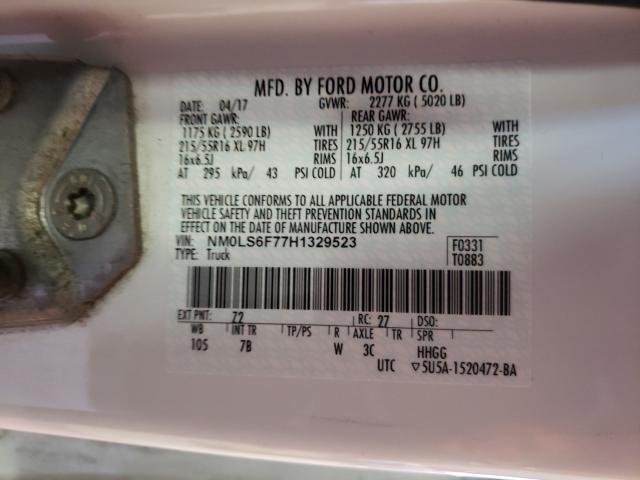 MFD. BY FORD MOTOR CO.
DATE: 04/17 GVWR: 2277 KG ( 5020 LB)
FRONT GAWR: REAR GAWR:
1175 KG ( 2590 LB) WITH 1250 KG ( 2755 LB) WITH
215/55R16 XL 97H TIRES 215/55R16 XL 97H TIRES
16x6.5J RIMS 16x6.5J RIMS
AT 295 kPa/ 43 PSI COLD AT 320 kPa/ 46 PSI COLD
THIS VEHICLE CONFORMS TO ALL APPLICABLE FEDERAL MOTOR
VEHICLE SAFETY AND THEFT PREVENTION STANDARDS IN EFFECT
ON THE DATE OF MANUFACTURE SHOWN ABOVE.
VIN: NM0LS6F77H1329523 F0331
TYPE: Truck T0883
EXT PNT: 72 RC: 27 DSO:
WB INT TR TP/PS R AXLE TR SPR
105 7B W 3C HHGG
UTC ▽5U5A-1520472-BA